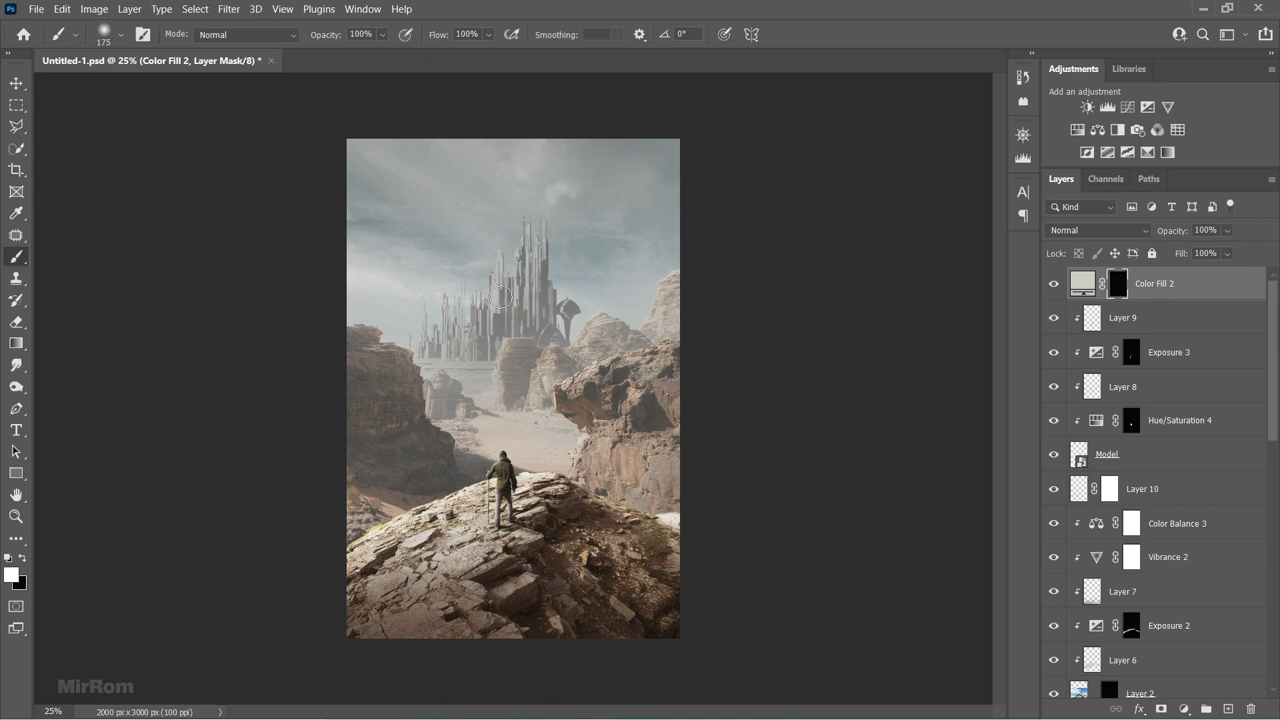 Ps File Edit Image Layer Type Select Filter 3D View Plugins Window Help
175 Mode: Normal Opacity: 100% Flow: 100% Smoothing: 0°
Untitled-1.psd @ 25% (Color Fill 2, Layer Mask/8) *
Adjustments Libraries
Add an adjustment
Layers Channels Paths
Kind
Normal Opacity: 100%
Lock: Fill: 100%
Color Fill 2
Layer 9
Exposure 3
Layer 8
Hue/Saturation 4
Model
Layer 10
Color Balance 3
Vibrance 2
Layer 7
Exposure 2
Layer 6
Layer 2
MirRom
25% 2000 px x 3000 px (100 ppi)